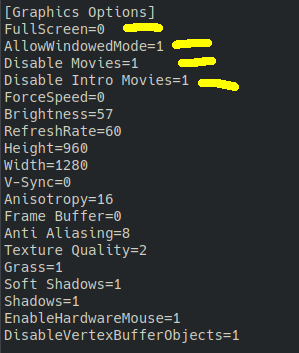 [Graphics Options]
FullScreen=0
AllowWindowedMode=1
Disable Movies=1
Disable Intro Movies=1
ForceSpeed=0
Brightness=57
RefreshRate=60
Height=960
Width=1280
V-Sync=0
Anisotropy=16
Frame Buffer=0
Anti Aliasing=8
Texture Quality=2
Grass=1
Soft Shadows=1
Shadows=1
EnableHardwareMouse=1
DisableVertexBufferObjects=1